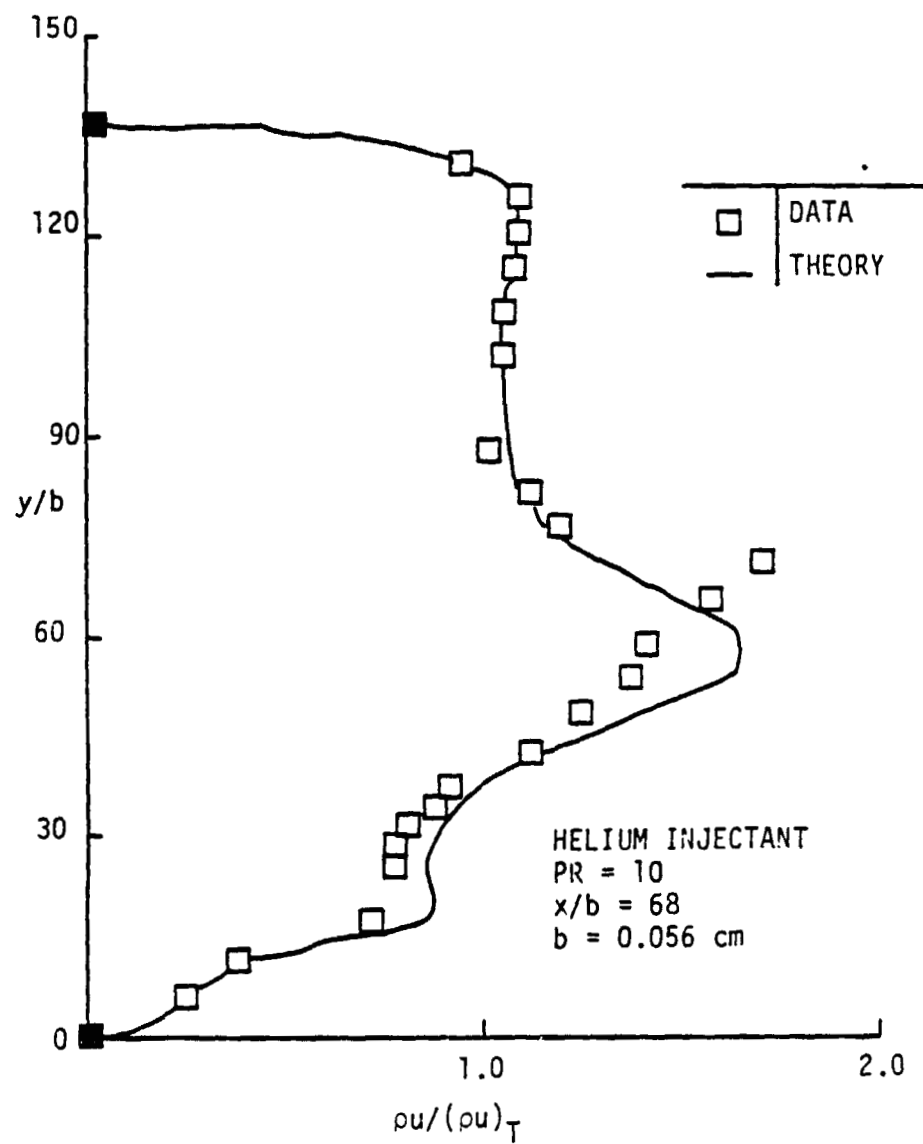 150
120
90
y/b
60
30
0
1.0
2.0
ρu/(ρu)T
DATA
THEORY
HELIUM INJECTANT
PR = 10
x/b = 68
b = 0.056 cm